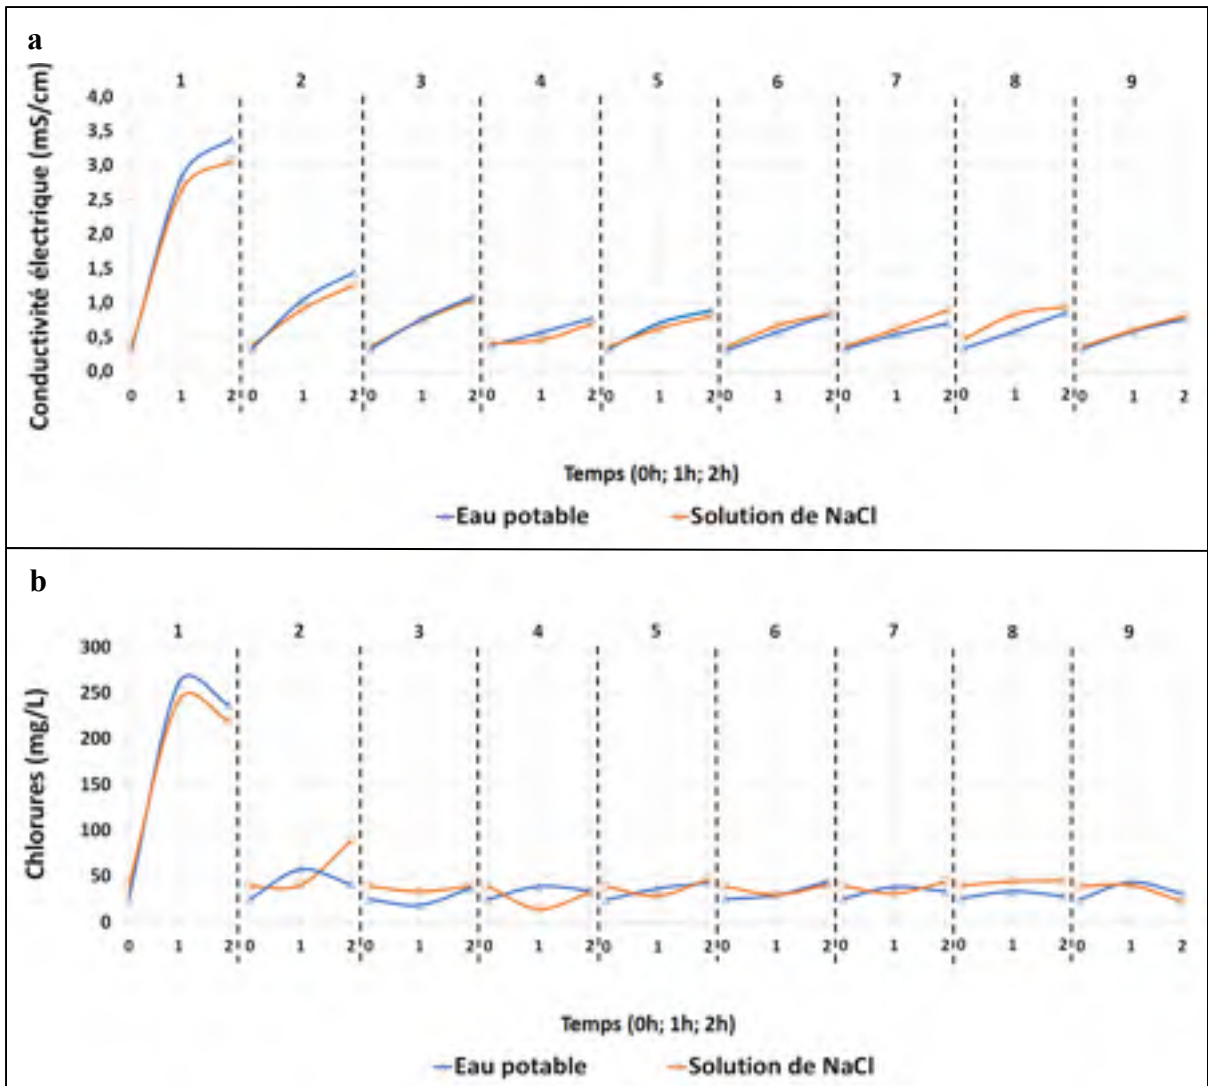 a
1 2 3 4 5 6 7 8 9
Conductivité électrique (mS/cm)
4,0
3,5
3,0
2,5
2,0
1,5
1,0
0,5
0,0
0 1 2 0 1 2 0 1 2 0 1 2 0 1 2 0 1 2 0 1 2 0 1 2 0 1 2
Temps (0h; 1h; 2h)
Eau potable Solution de NaCl
b
1 2 3 4 5 6 7 8 9
Chlorures (mg/L)
300
250
200
150
100
50
0
0 1 2 0 1 2 0 1 2 0 1 2 0 1 2 0 1 2 0 1 2 0 1 2 0 1 2
Temps (0h; 1h; 2h)
Eau potable Solution de NaCl